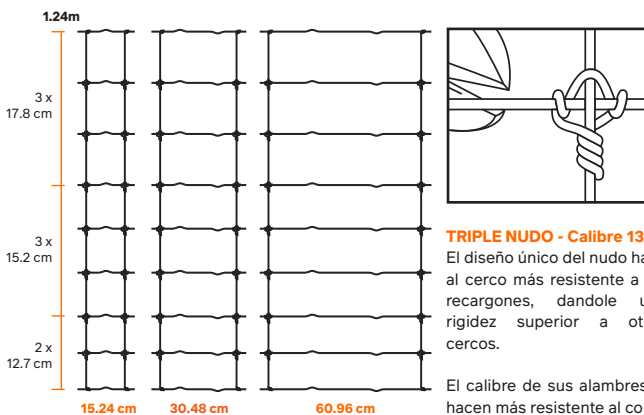 1.24m
3 x
17.8 cm
3 x
15.2 cm
2 x
12.7 cm
15.24 cm
30.48 cm
60.96 cm
TRIPLE NUDO - Calibre 13
El diseño único del nudo
al cerco más resistente a
recargones, dandole
rigidez superior a
cercos.
El calibre de sus alambres
hacen más resistente al